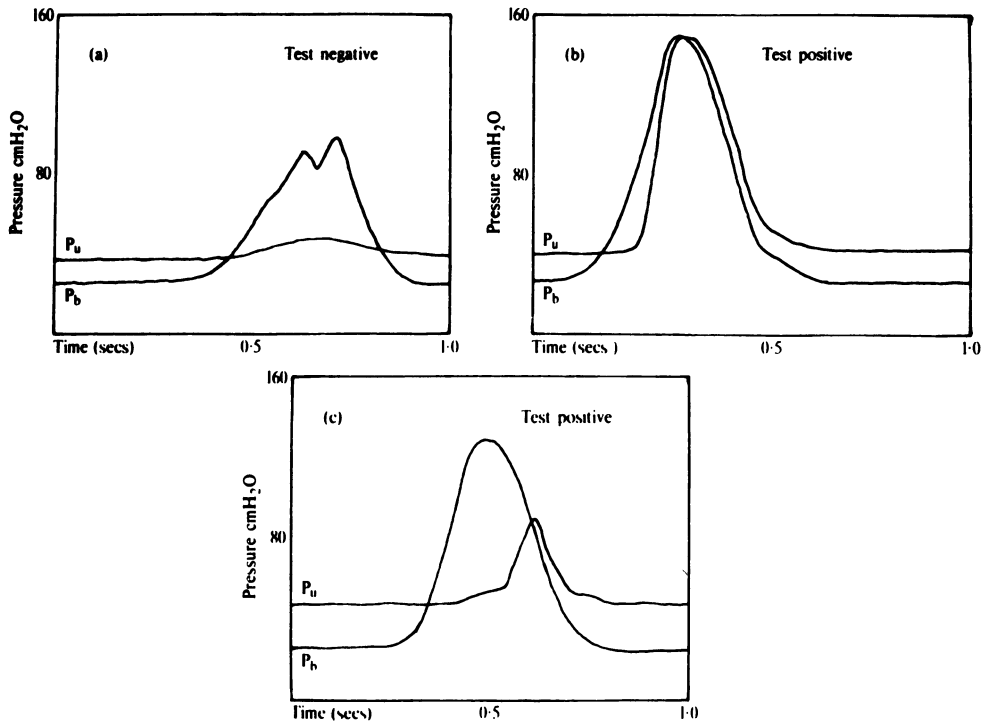 160
(a) Test negative
Pressure cmH₂O
80
Pu
Pb
Time (secs) 0·5 1·0
160
(b) Test positive
Pressure cmH₂O
80
Pu
Pb
Time (secs ) 0·5 1·0
160
(c) Test positive
Pressure cmH₂O
80
Pu
Pb
Time (secs) 0·5 1·0